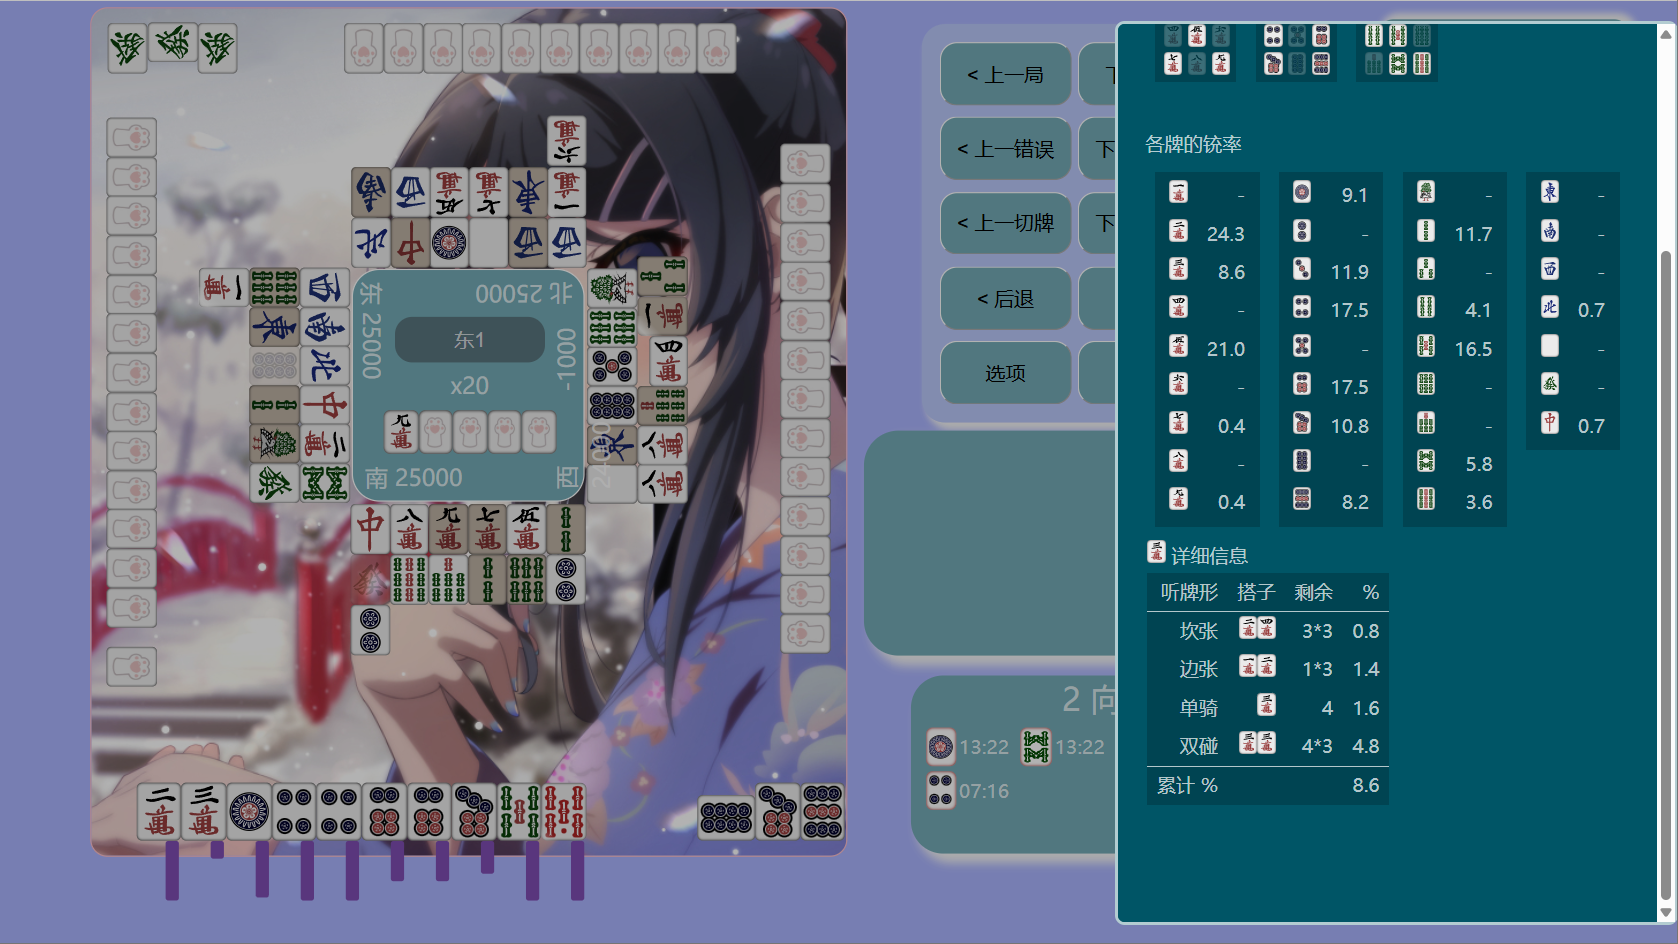 < 上一局
< 上一错误
下
< 上一切牌
下
< 后退
选项
东 25000
北 25000
-1000
东1
x20
南 25000
西
2 向
13:22
13:22
07:16
各牌的铳率
- 9.1 - -
24.3 - 11.7 -
8.6 11.9 - -
- 17.5 4.1 0.7
21.0 - 16.5 -
- 17.5 - -
0.4 10.8 - 0.7
- - 5.8
0.4 8.2 3.6
详细信息
听牌形 搭子 剩余 %
坎张 3*3 0.8
边张 1*3 1.4
单骑 4 1.6
双碰 4*3 4.8
累计 % 8.6